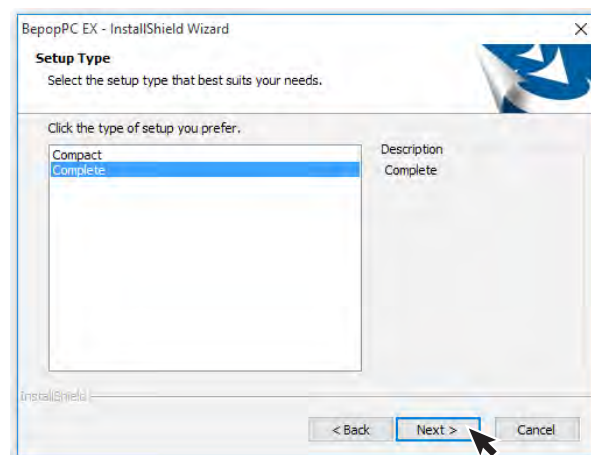 BepopPC EX - InstallShield Wizard
Setup Type
Select the setup type that best suits your needs.
Click the type of setup you prefer.
Compact
Complete
Description
Complete
InstallShield
< Back
Next >
Cancel